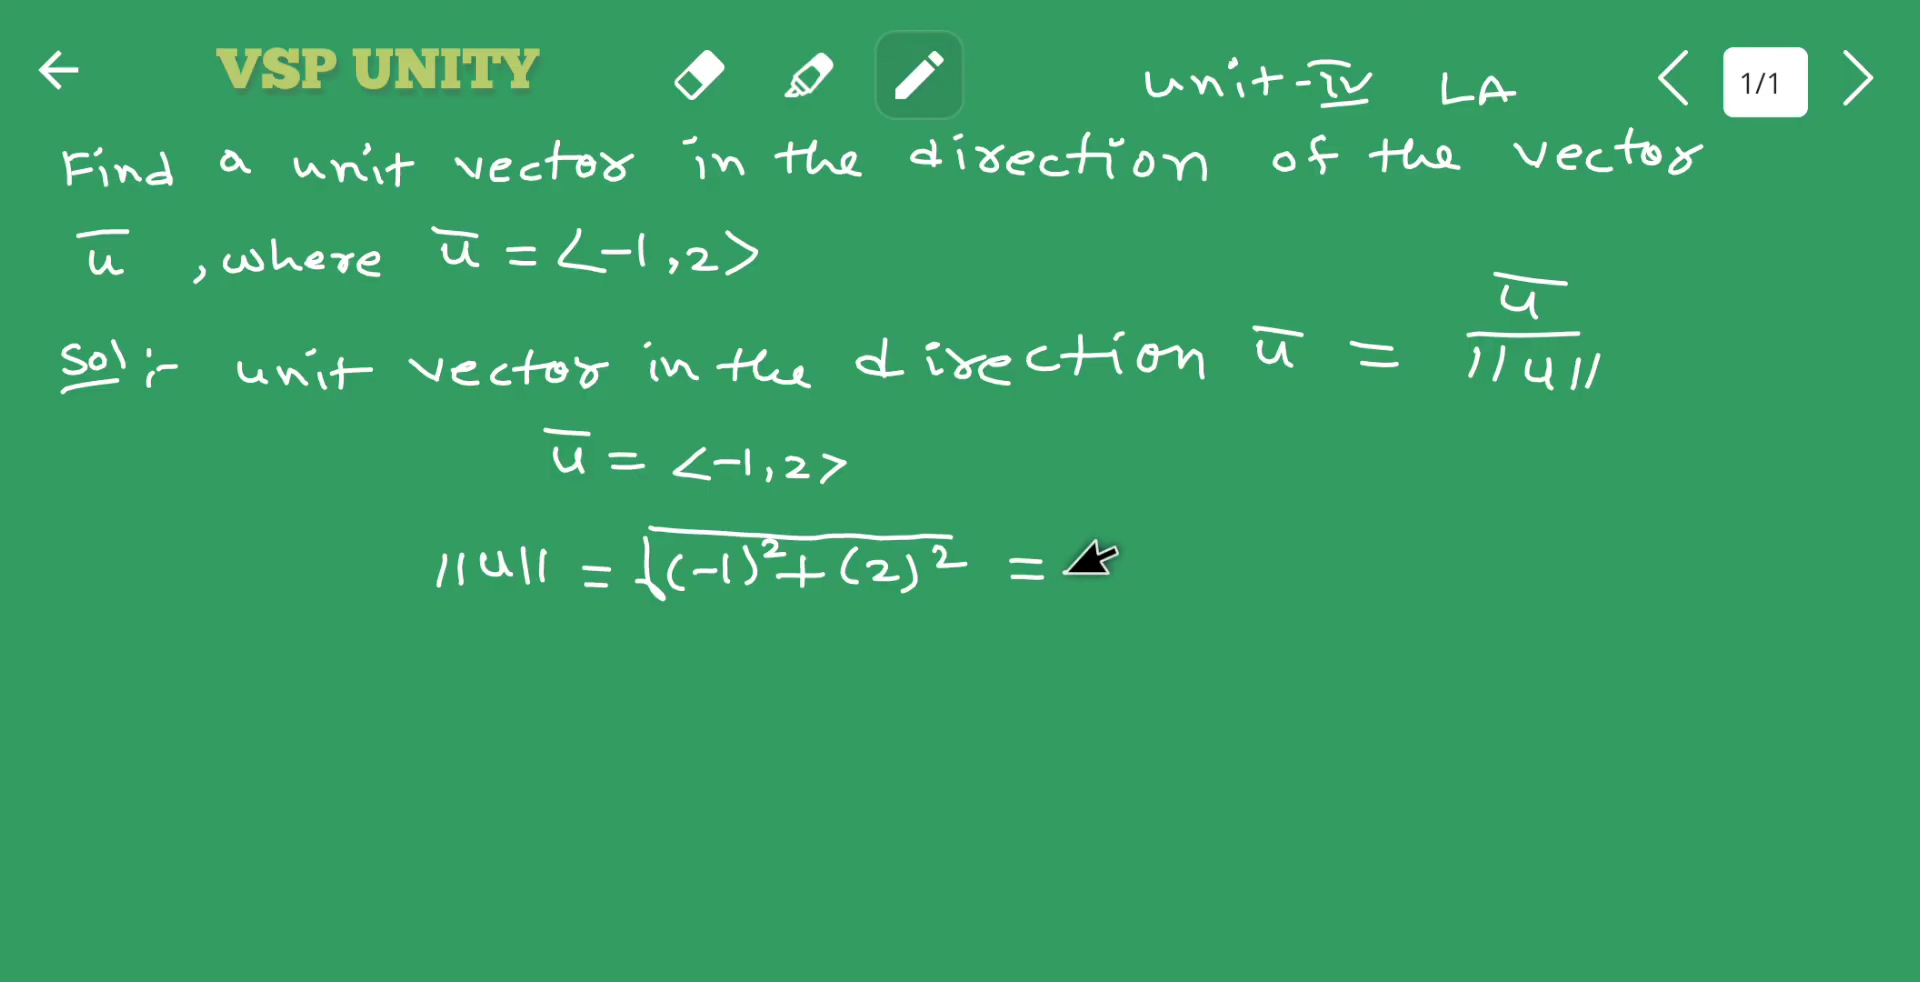 VSP UNITY unit-IV LA 1/1
Find a unit vector in the direction of the vector
u̅ , where u̅ = <-1,2>
Sol:- unit vector in the direction u̅ = u̅ / ||u||
u̅ = <-1,2>
||u|| = √(-1)² + (2)² =